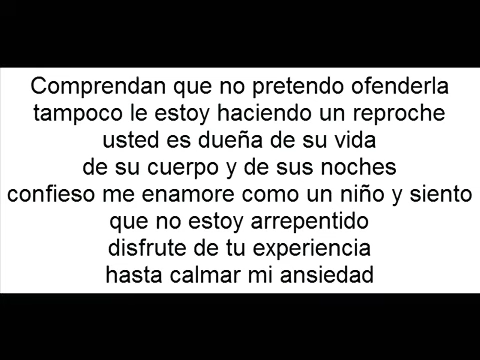 Comprendan que no pretendo ofenderla
tampoco le estoy haciendo un reproche
usted es dueña de su vida
de su cuerpo y de sus noches
confieso me enamore como un niño y siento
que no estoy arrepentido
disfrute de tu experiencia
hasta calmar mi ansiedad